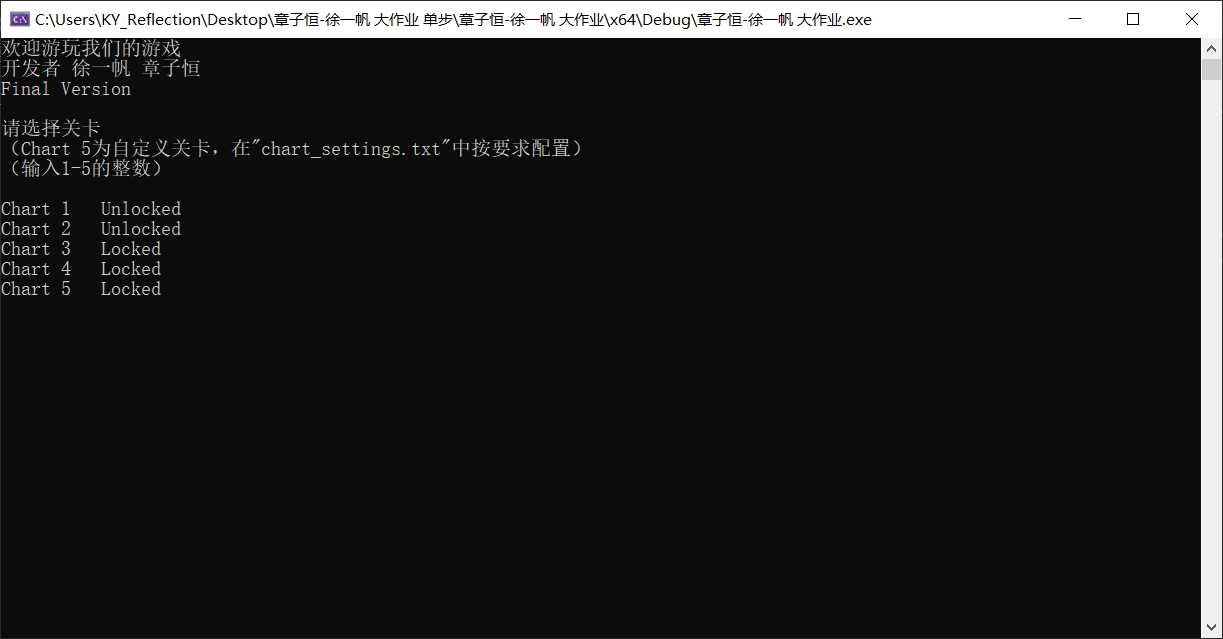 C:\Users\KY_Reflection\Desktop\章子恒-徐一帆 大作业 单步\章子恒-徐一帆 大作业\x64\Debug\章子恒-徐一帆 大作业.exe
欢迎游玩我们的游戏
开发者 徐一帆 章子恒
Final Version
请选择关卡
（Chart 5为自定义关卡，在"chart_settings.txt"中按要求配置）
（输入1-5的整数）
Chart 1   Unlocked
Chart 2   Unlocked
Chart 3   Locked
Chart 4   Locked
Chart 5   Locked